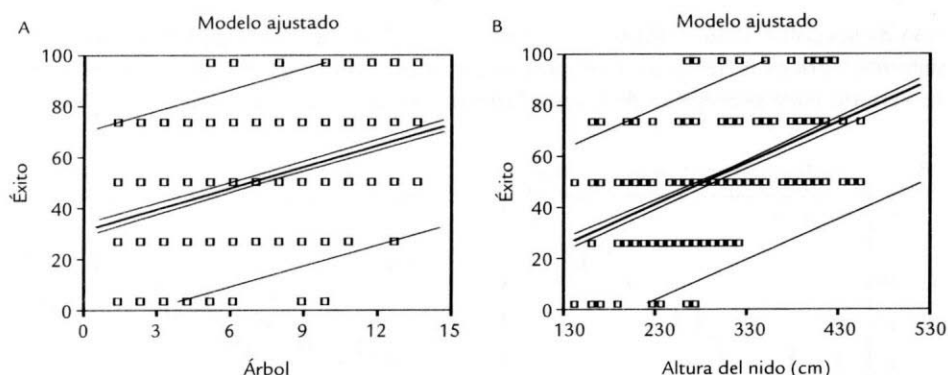 A
Modelo ajustado
Éxito
100
80
60
40
20
0
0 3 6 9 12 15
Árbol
B
Modelo ajustado
Éxito
100
80
60
40
20
0
130 230 330 430 530
Altura del nido (cm)